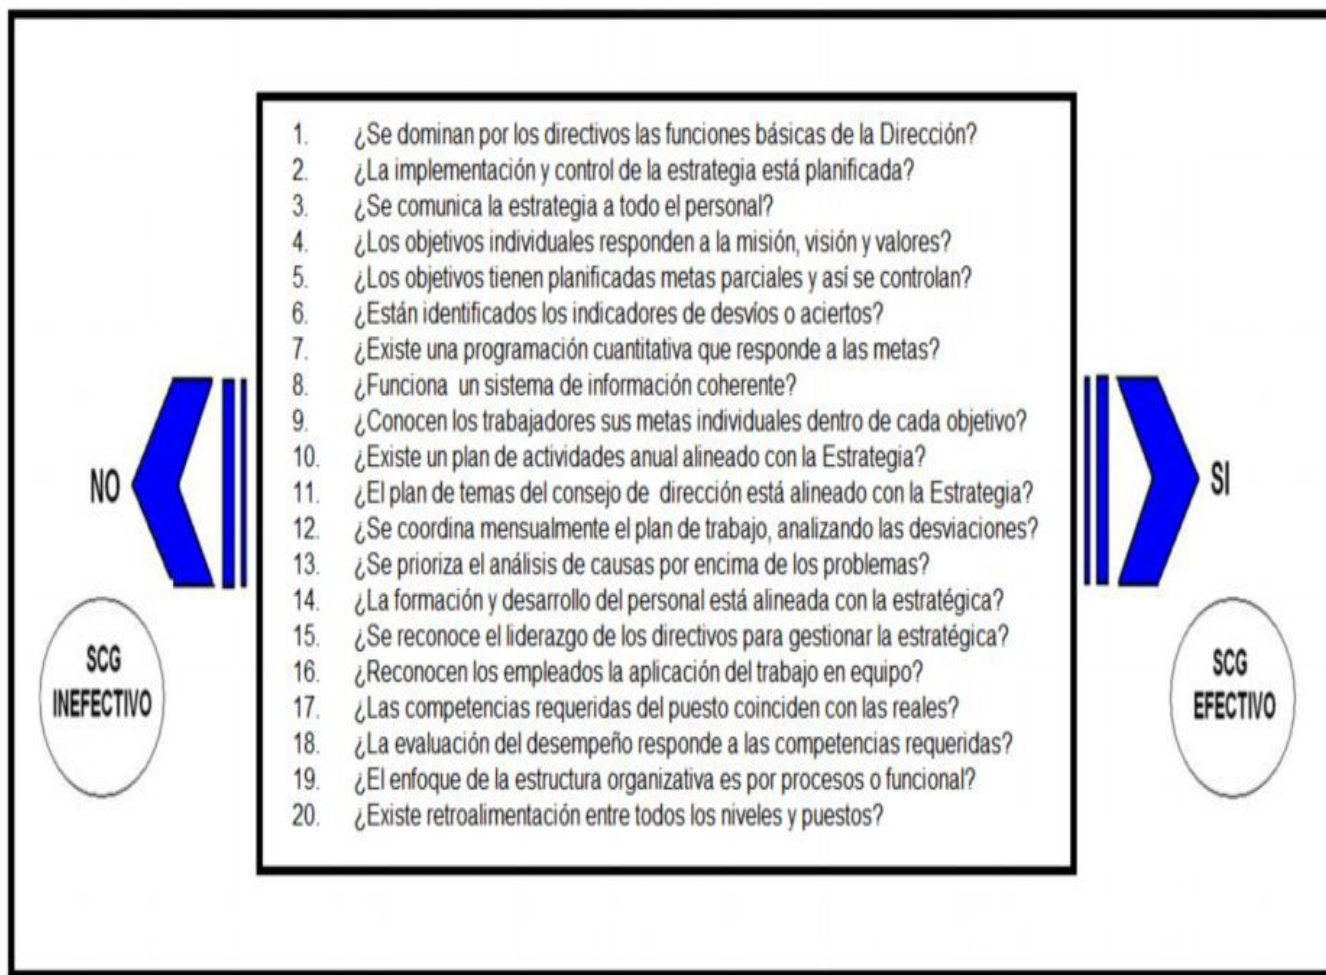 1. ¿Se dominan por los directivos las funciones básicas de la Dirección?
2. ¿La implementación y control de la estrategia está planificada?
3. ¿Se comunica la estrategia a todo el personal?
4. ¿Los objetivos individuales responden a la misión, visión y valores?
5. ¿Los objetivos tienen planificadas metas parciales y así se controlan?
6. ¿Están identificados los indicadores de desvíos o aciertos?
7. ¿Existe una programación cuantitativa que responde a las metas?
8. ¿Funciona un sistema de información coherente?
9. ¿Conocen los trabajadores sus metas individuales dentro de cada objetivo?
10. ¿Existe un plan de actividades anual alineado con la Estrategia?
11. ¿El plan de temas del consejo de dirección está alineado con la Estrategia?
12. ¿Se coordina mensualmente el plan de trabajo, analizando las desviaciones?
13. ¿Se prioriza el análisis de causas por encima de los problemas?
14. ¿La formación y desarrollo del personal está alineada con la estratégica?
15. ¿Se reconoce el liderazgo de los directivos para gestionar la estratégica?
16. ¿Reconocen los empleados la aplicación del trabajo en equipo?
17. ¿Las competencias requeridas del puesto coinciden con las reales?
18. ¿La evaluación del desempeño responde a las competencias requeridas?
19. ¿El enfoque de la estructura organizativa es por procesos o funcional?
20. ¿Existe retroalimentación entre todos los niveles y puestos?
NO
SCG
INEFECTIVO
SI
SCG
EFECTIVO